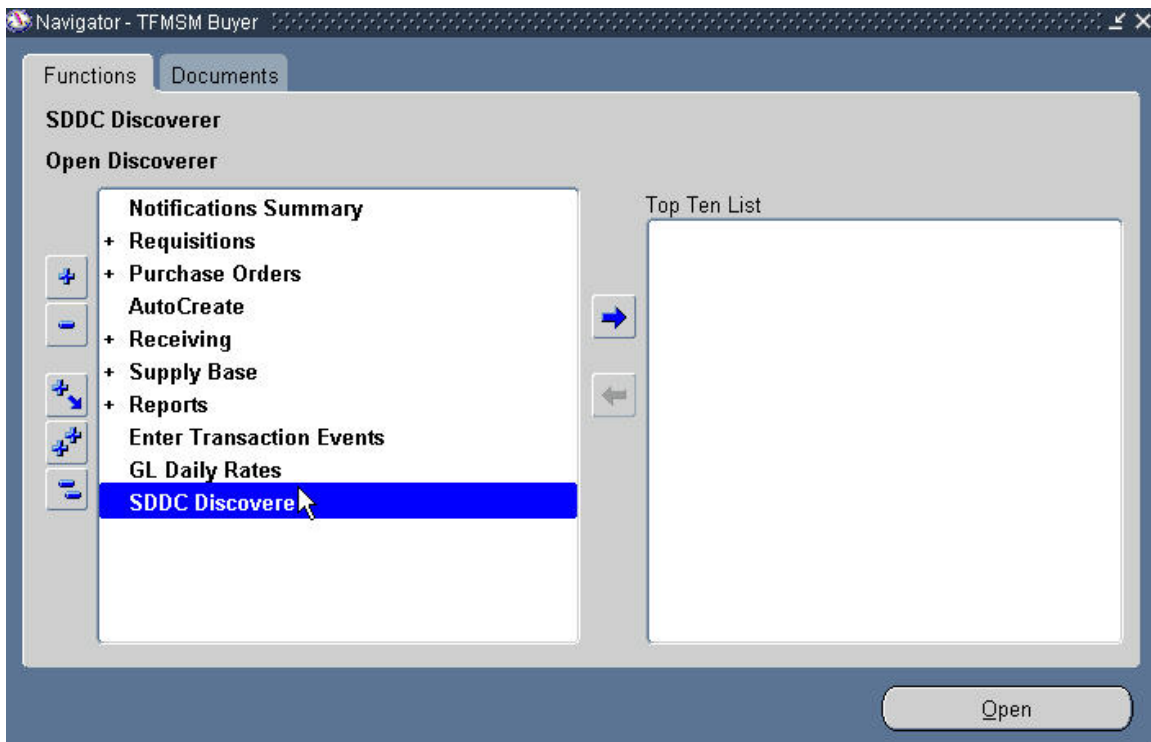 Navigator - TFMSM Buyer
Functions
Documents
SDDC Discoverer
Open Discoverer
Notifications Summary
+ Requisitions
+ Purchase Orders
AutoCreate
+ Receiving
+ Supply Base
+ Reports
Enter Transaction Events
GL Daily Rates
SDDC Discovere
Top Ten List
Open